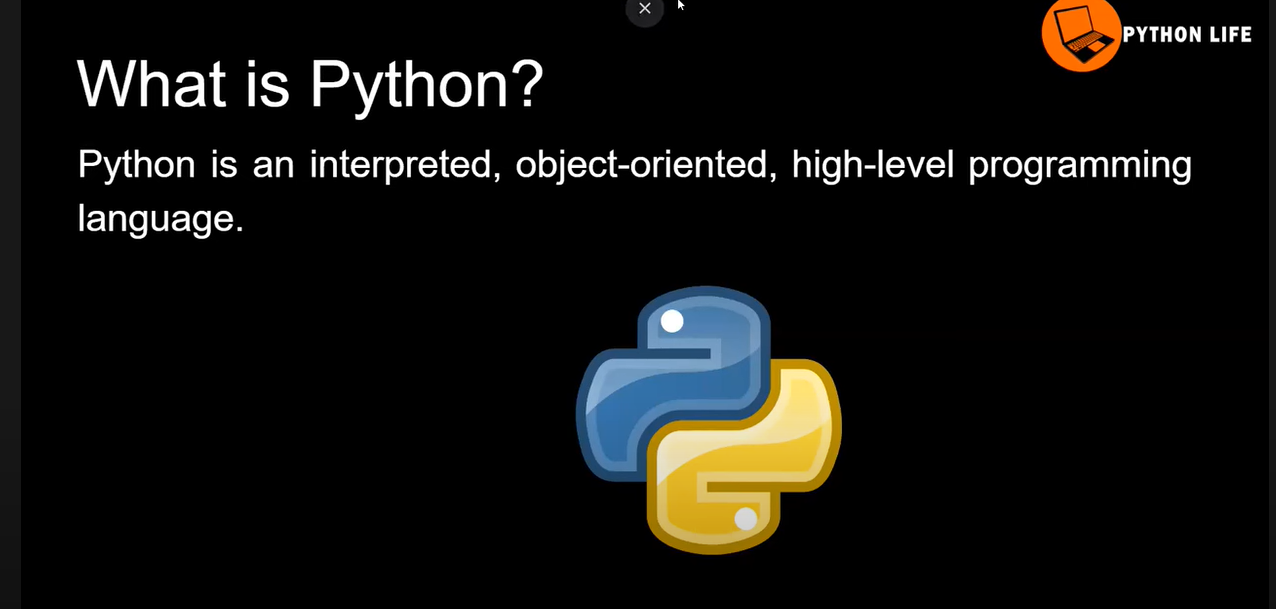 PYTHON LIFE
What is Python?
Python is an interpreted, object-oriented, high-level programming
language.